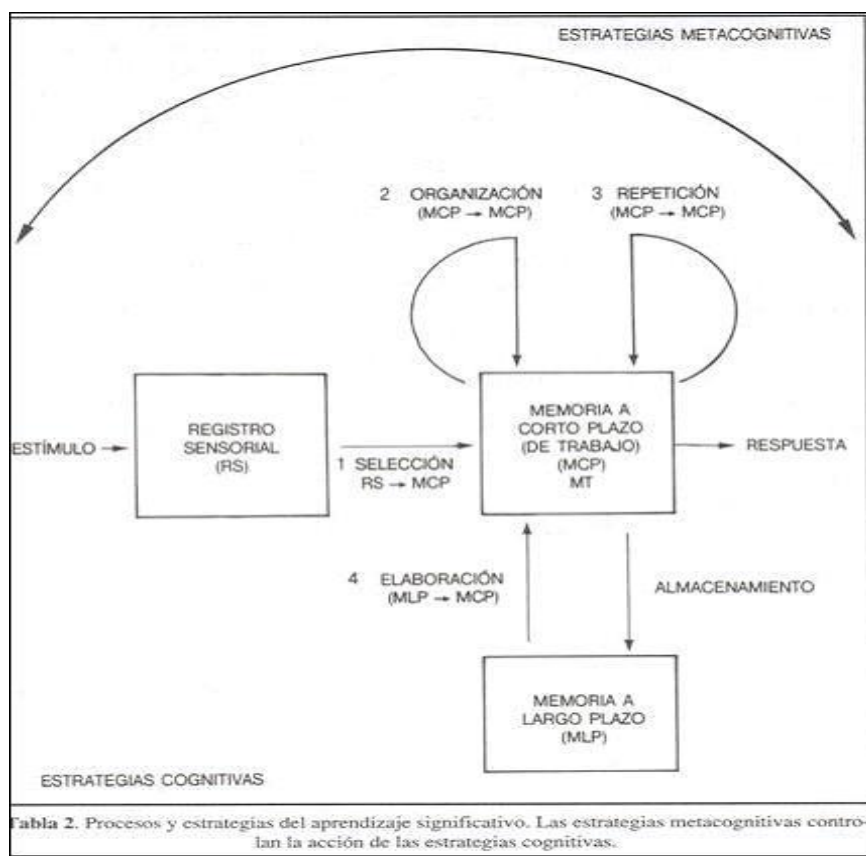 ESTRATEGIAS METACOGNITIVAS
2 ORGANIZACIÓN
(MCP → MCP)
3 REPETICIÓN
(MCP → MCP)
ESTÍMULO →
REGISTRO
SENSORIAL
(RS)
1 SELECCIÓN
RS → MCP
MEMORIA A
CORTO PLAZO
(DE TRABAJO)
(MCP)
MT
RESPUESTA
4 ELABORACIÓN
(MLP → MCP)
ALMACENAMIENTO
MEMORIA A
LARGO PLAZO
(MLP)
ESTRATEGIAS COGNITIVAS
Tabla 2. Procesos y estrategias del aprendizaje significativo. Las estrategias metacognitivas contro-
lan la acción de las estrategias cognitivas.